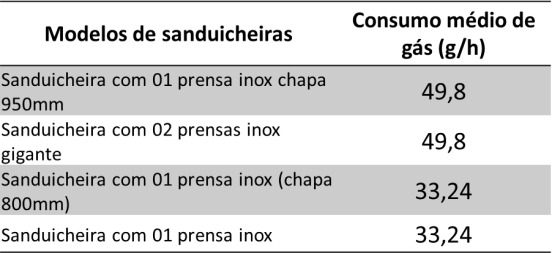 Modelos de sanduicheiras
Consumo médio de
gás (g/h)
Sanduicheira com 01 prensa inox chapa
950mm
49,8
Sanduicheira com 02 prensas inox
gigante
49,8
Sanduicheira com 01 prensa inox (chapa
800mm)
33,24
Sanduicheira com 01 prensa inox
33,24